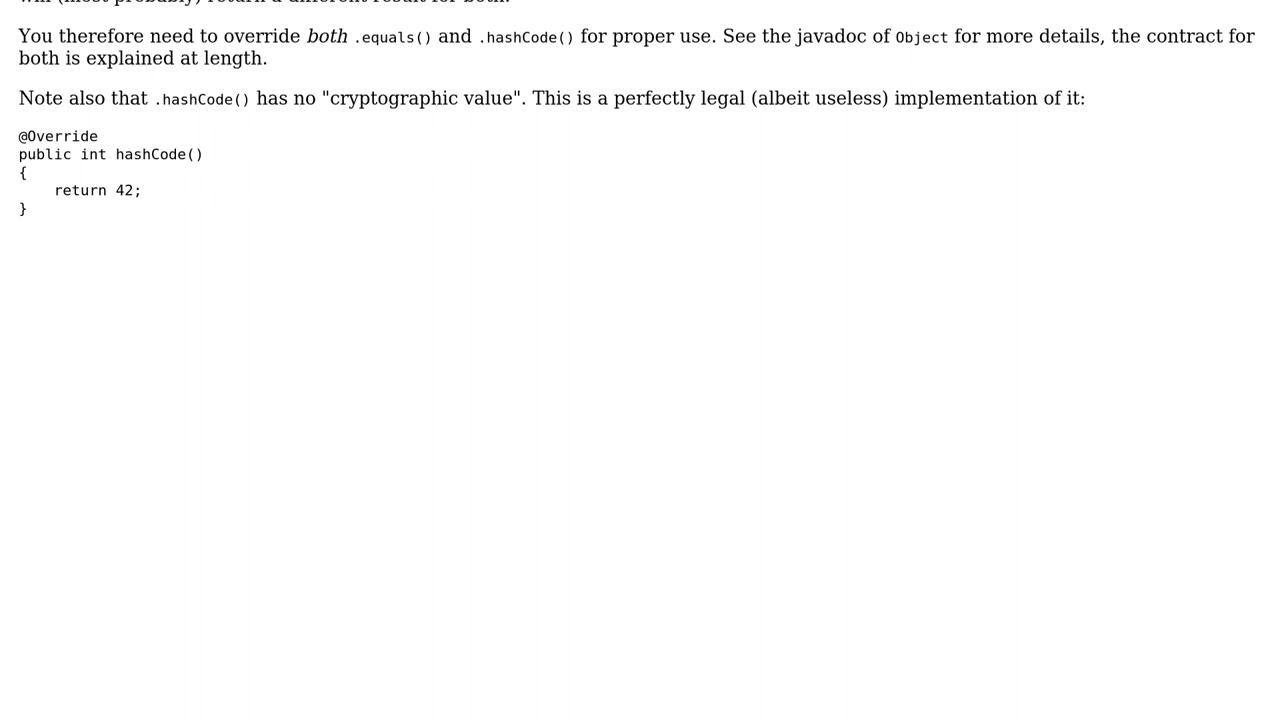 You therefore need to override both .equals() and .hashCode() for proper use. See the javadoc of Object for more details, the contract for
both is explained at length.
Note also that .hashCode() has no "cryptographic value". This is a perfectly legal (albeit useless) implementation of it:
@Override
public int hashCode()
{
    return 42;
}